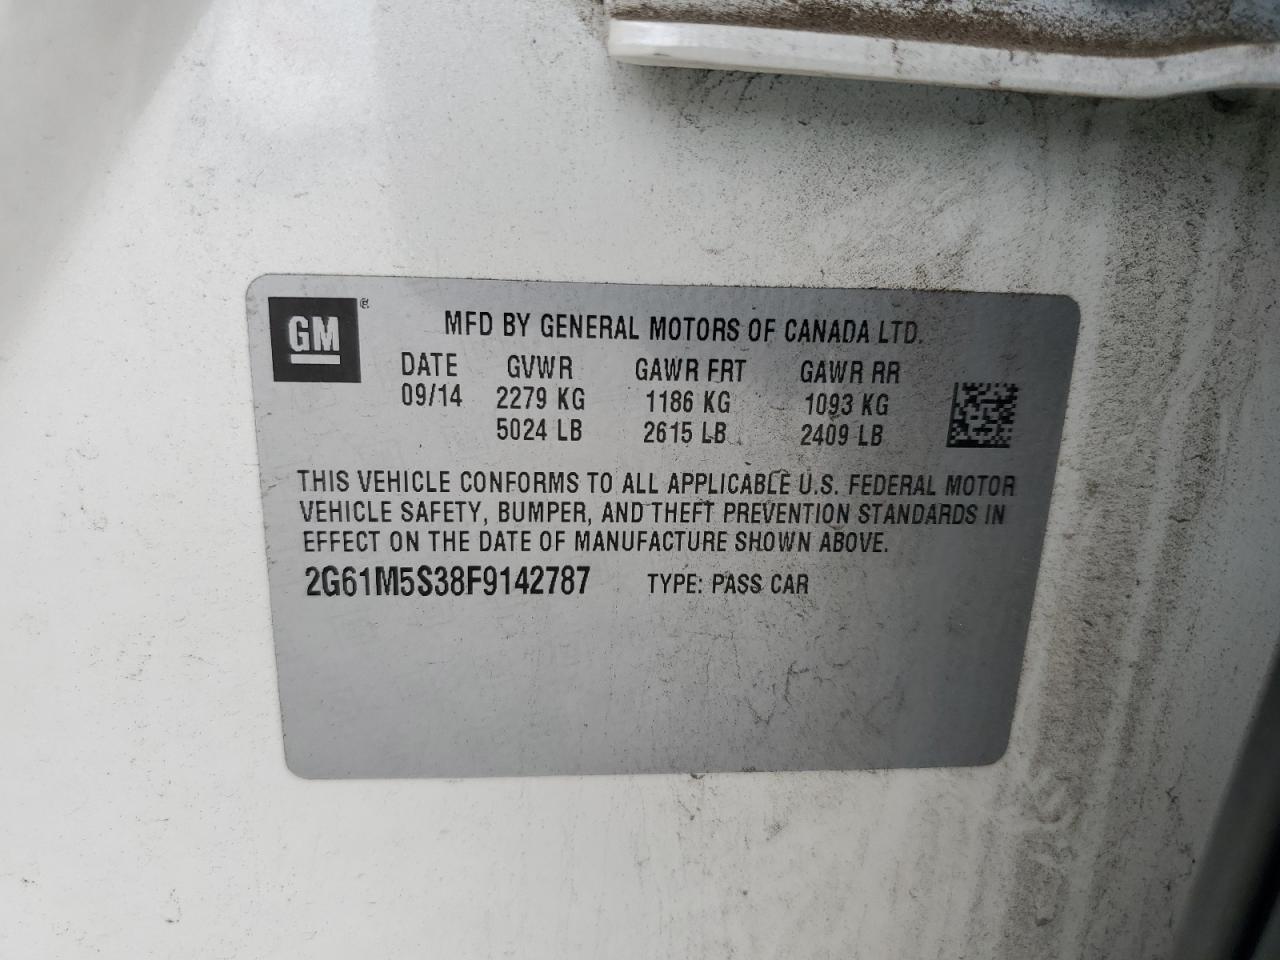 GM ®
MFD BY GENERAL MOTORS OF CANADA LTD.
DATE GVWR GAWR FRT GAWR RR
09/14 2279 KG 1186 KG 1093 KG
5024 LB 2615 LB 2409 LB
THIS VEHICLE CONFORMS TO ALL APPLICABLE U.S. FEDERAL MOTOR
VEHICLE SAFETY, BUMPER, AND THEFT PREVENTION STANDARDS IN
EFFECT ON THE DATE OF MANUFACTURE SHOWN ABOVE.
2G61M5S38F9142787 TYPE: PASS CAR